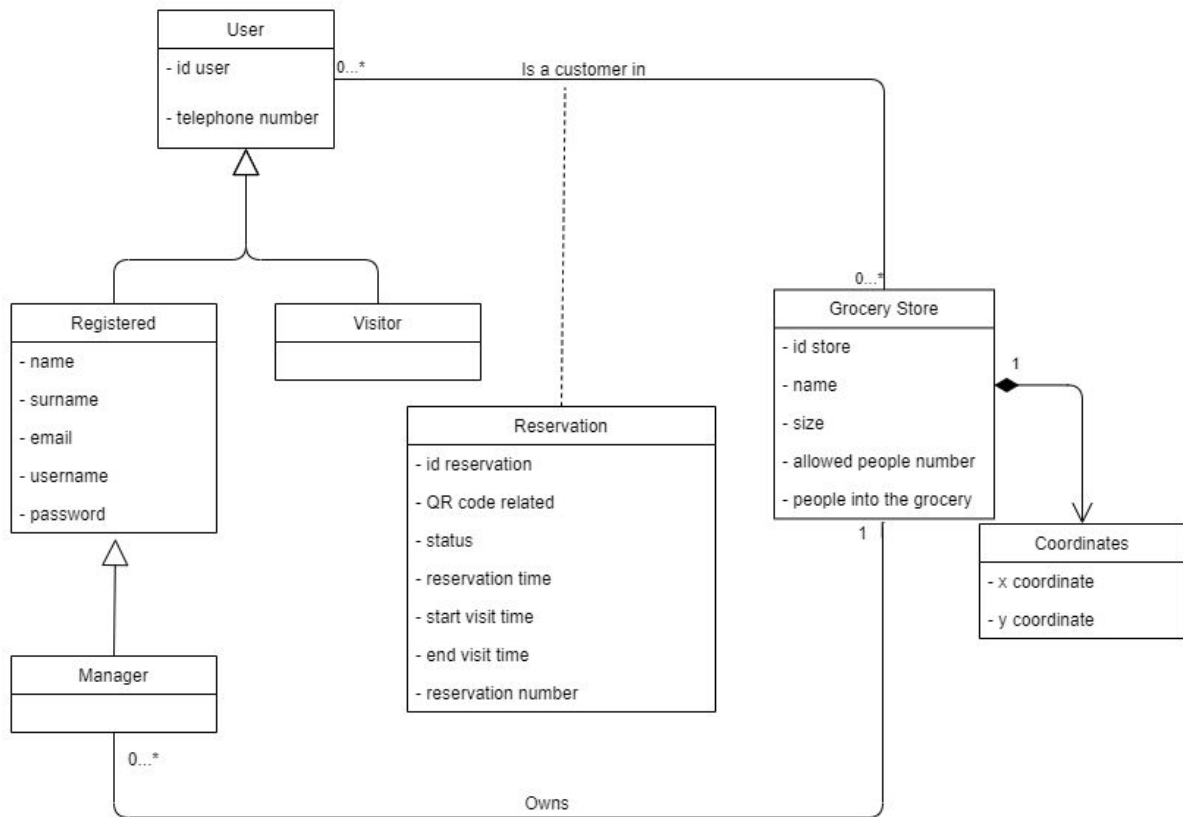 User
- id user
- telephone number
0...*
Is a customer in
0...*
Registered
- name
- surname
- email
- username
- password
Visitor
Grocery Store
- id store
- name
- size
- allowed people number
- people into the grocery
1
1
Reservation
- id reservation
- QR code related
- status
- reservation time
- start visit time
- end visit time
- reservation number
Coordinates
- x coordinate
- y coordinate
Manager
0...*
Owns